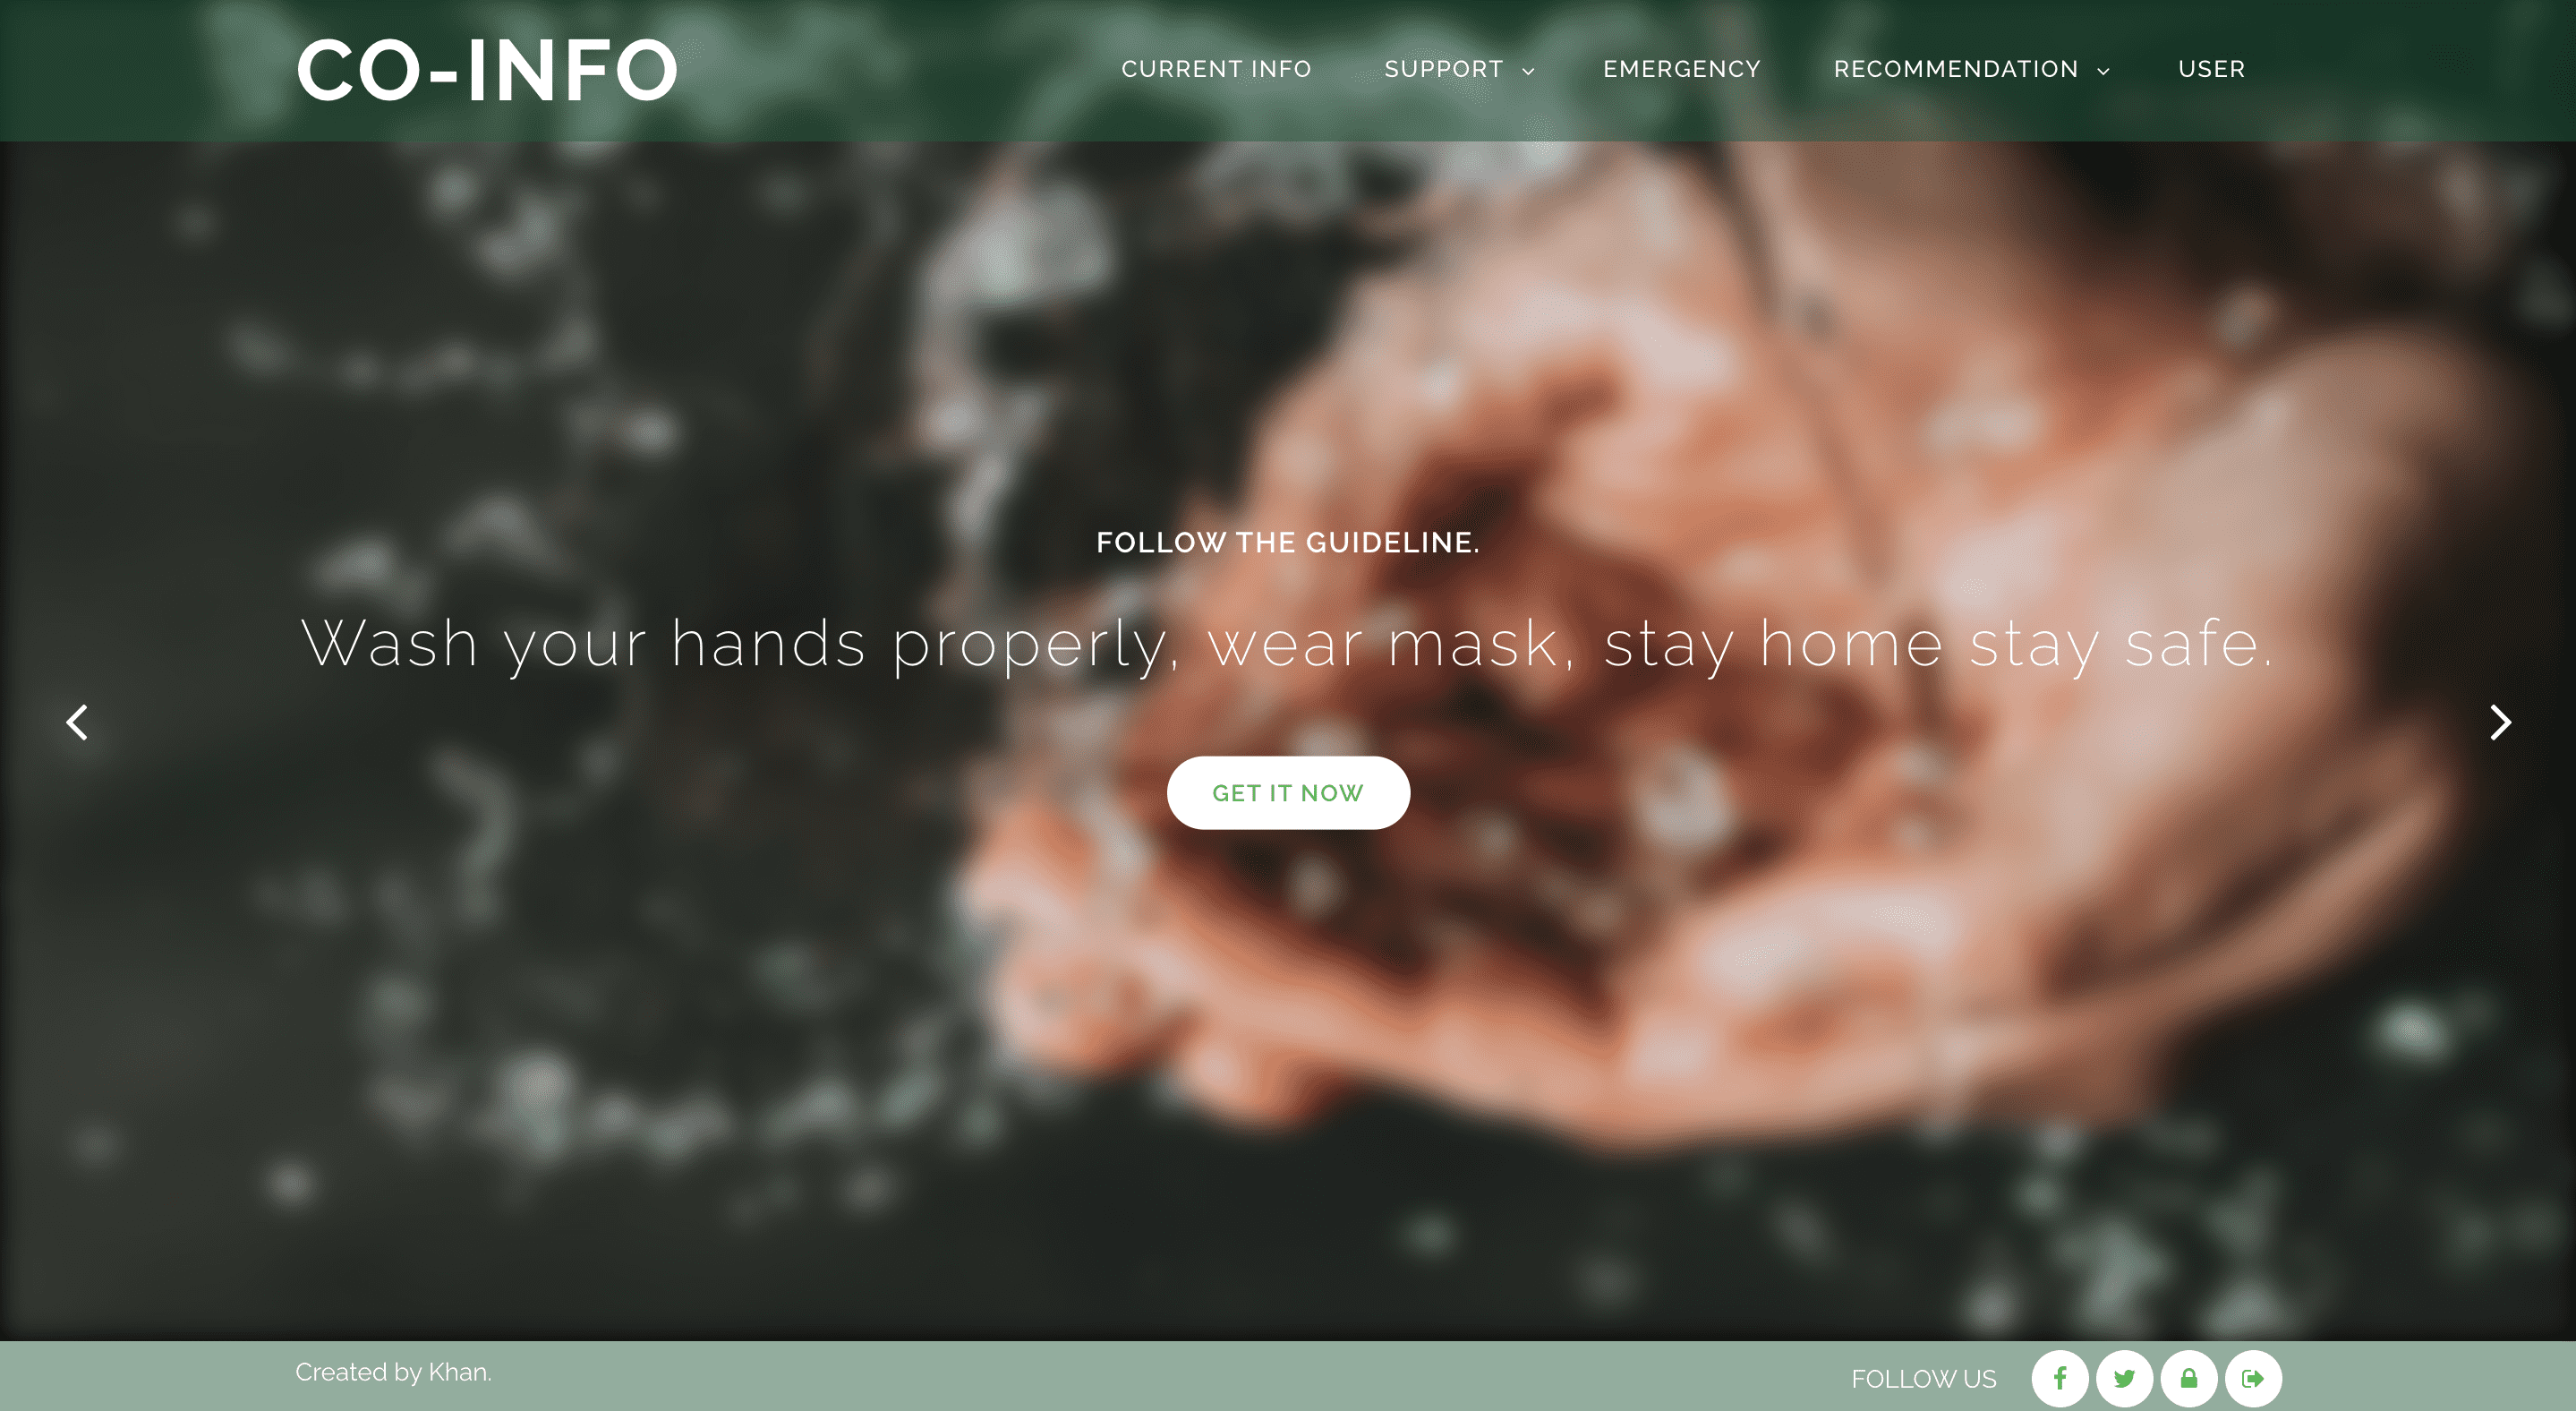 CO-INFO
CURRENT INFO SUPPORT EMERGENCY RECOMMENDATION USER
FOLLOW THE GUIDELINE.
Wash your hands properly, wear mask, stay home stay safe.
GET IT NOW
Created by Khan.
FOLLOW US